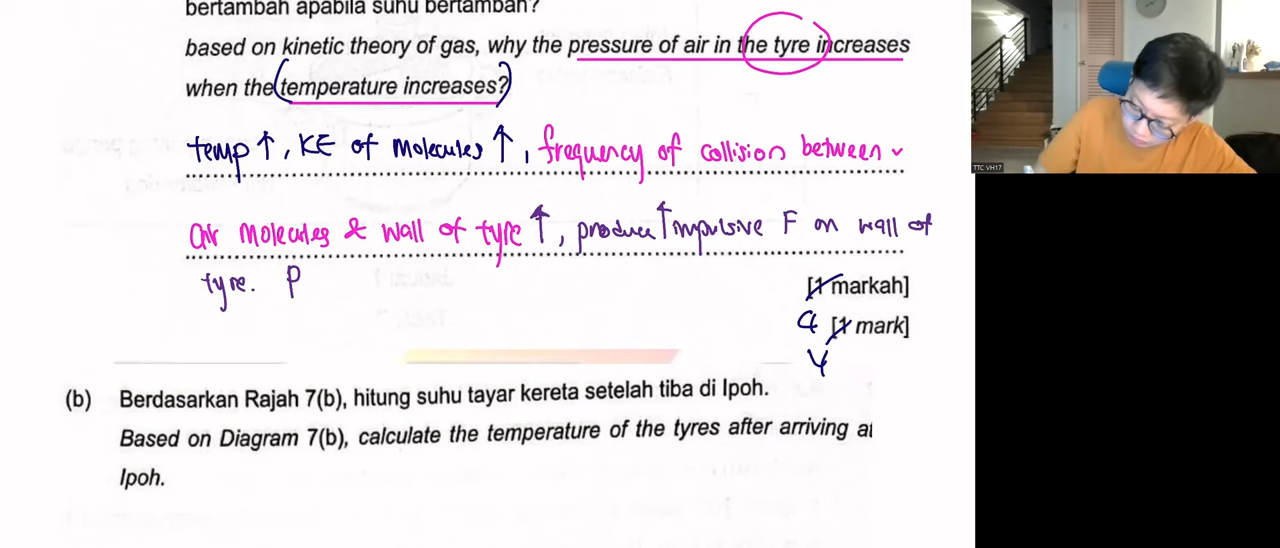 bertambah apabila suhu bertambah?
based on kinetic theory of gas, why the pressure of air in the tyre increases
when the (temperature increases?)
temp ↑, KE of molecules ↑, frequency of collision between
air molecules & wall of tyre ↑, produce ↑ impulsive F on wall of
tyre. P
[1 markah]
4 [1 mark]
4
(b) Berdasarkan Rajah 7(b), hitung suhu tayar kereta setelah tiba di Ipoh.
Based on Diagram 7(b), calculate the temperature of the tyres after arriving at
Ipoh.
TTC VH17